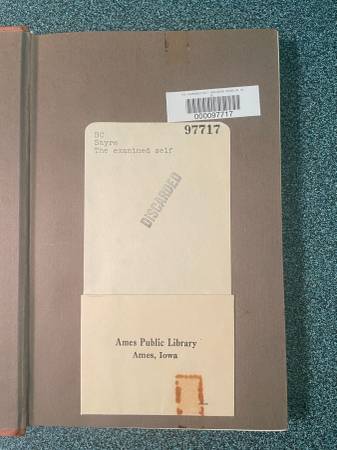 000097717
97717
BC
Sayre
The examined self
DISCARDED
Ames Public Library
Ames, Iowa